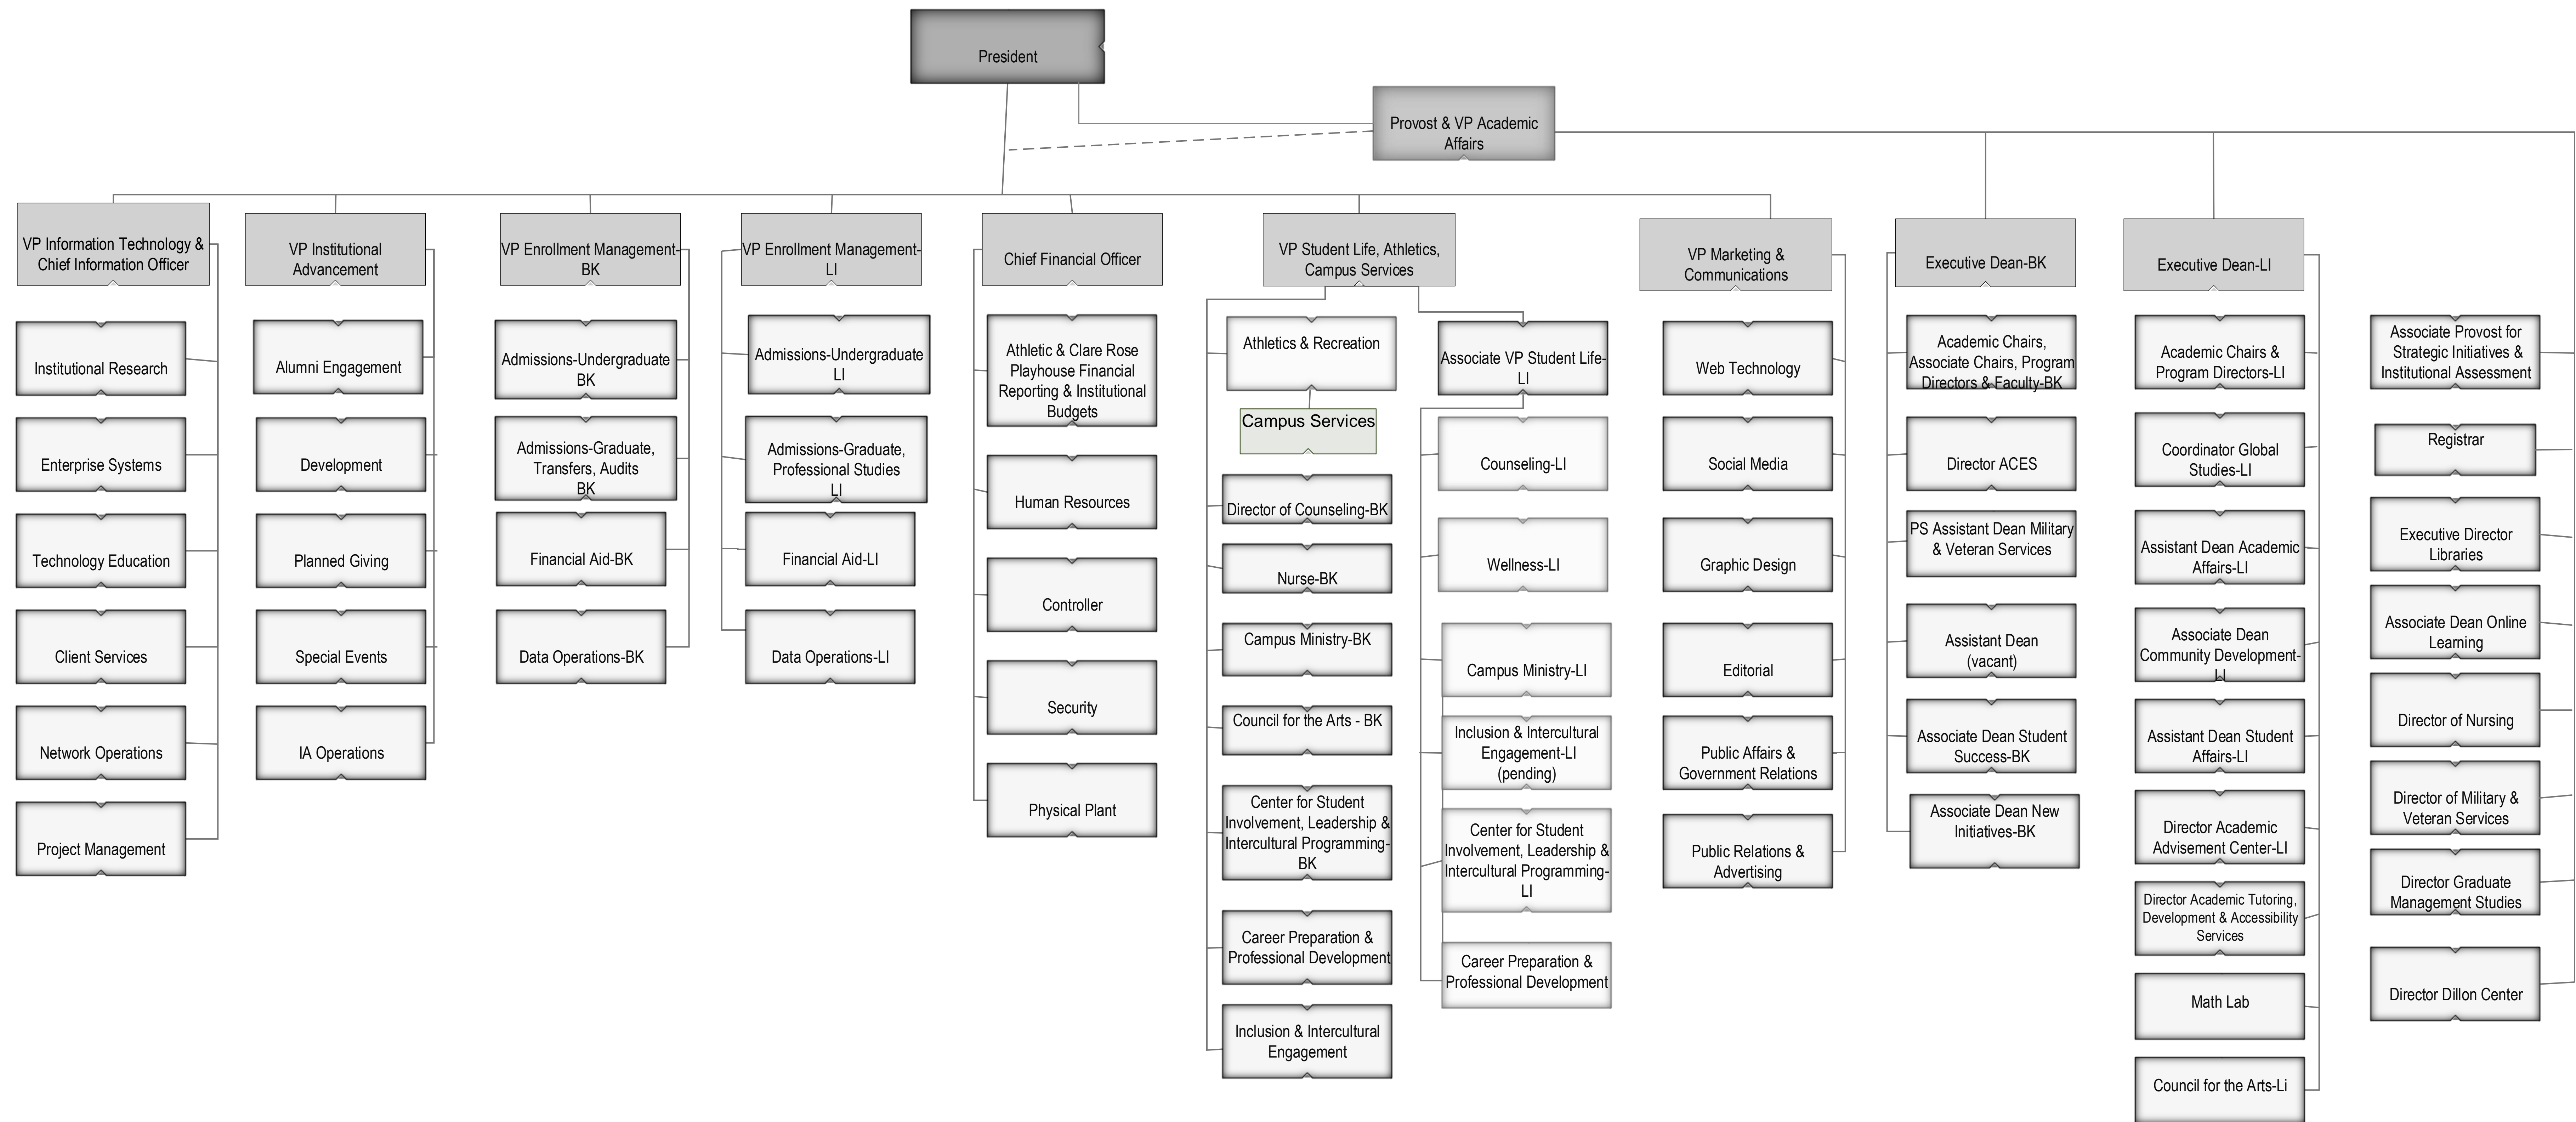 President
Provost & VP Academic
Affairs
VP Information Technology &
Chief Information Officer
Institutional Research
Enterprise Systems
Technology Education
Client Services
Network Operations
Project Management
VP Institutional
Advancement
Alumni Engagement
Development
Planned Giving
Special Events
IA Operations
VP Enrollment Management-
BK
Admissions-Undergraduate
BK
Admissions-Graduate,
Transfers, Audits
BK
Financial Aid-BK
Data Operations-BK
VP Enrollment Management-
LI
Admissions-Undergraduate
LI
Admissions-Graduate,
Professional Studies
LI
Financial Aid-LI
Data Operations-LI
Chief Financial Officer
Athletic & Clare Rose
Playhouse Financial
Reporting & Institutional
Budgets
Human Resources
Controller
Security
Physical Plant
VP Student Life, Athletics,
Campus Services
Athletics & Recreation
Campus Services
Director of Counseling-BK
Nurse-BK
Campus Ministry-BK
Council for the Arts - BK
Center for Student
Involvement, Leadership &
Intercultural Programming-
BK
Career Preparation &
Professional Development
Inclusion & Intercultural
Engagement
Associate VP Student Life-
LI
Counseling-LI
Wellness-LI
Campus Ministry-LI
Inclusion & Intercultural
Engagement-LI
(pending)
Center for Student
Involvement, Leadership &
Intercultural Programming-
LI
Career Preparation &
Professional Development
VP Marketing &
Communications
Web Technology
Social Media
Graphic Design
Editorial
Public Affairs &
Government Relations
Public Relations &
Advertising
Executive Dean-BK
Academic Chairs,
Associate Chairs, Program
Directors & Faculty-BK
Director ACES
PS Assistant Dean Military
& Veteran Services
Assistant Dean
(vacant)
Associate Dean Student
Success-BK
Associate Dean New
Initiatives-BK
Executive Dean-LI
Academic Chairs &
Program Directors-LI
Coordinator Global
Studies-LI
Assistant Dean Academic
Affairs-LI
Associate Dean
Community Development-
LI
Assistant Dean Student
Affairs-LI
Director Academic
Advisement Center-LI
Director Academic Tutoring,
Development & Accessibility
Services
Math Lab
Council for the Arts-Li
Associate Provost for
Strategic Initiatives &
Institutional Assessment
Registrar
Executive Director
Libraries
Associate Dean Online
Learning
Director of Nursing
Director of Military &
Veteran Services
Director Graduate
Management Studies
Director Dillon Center